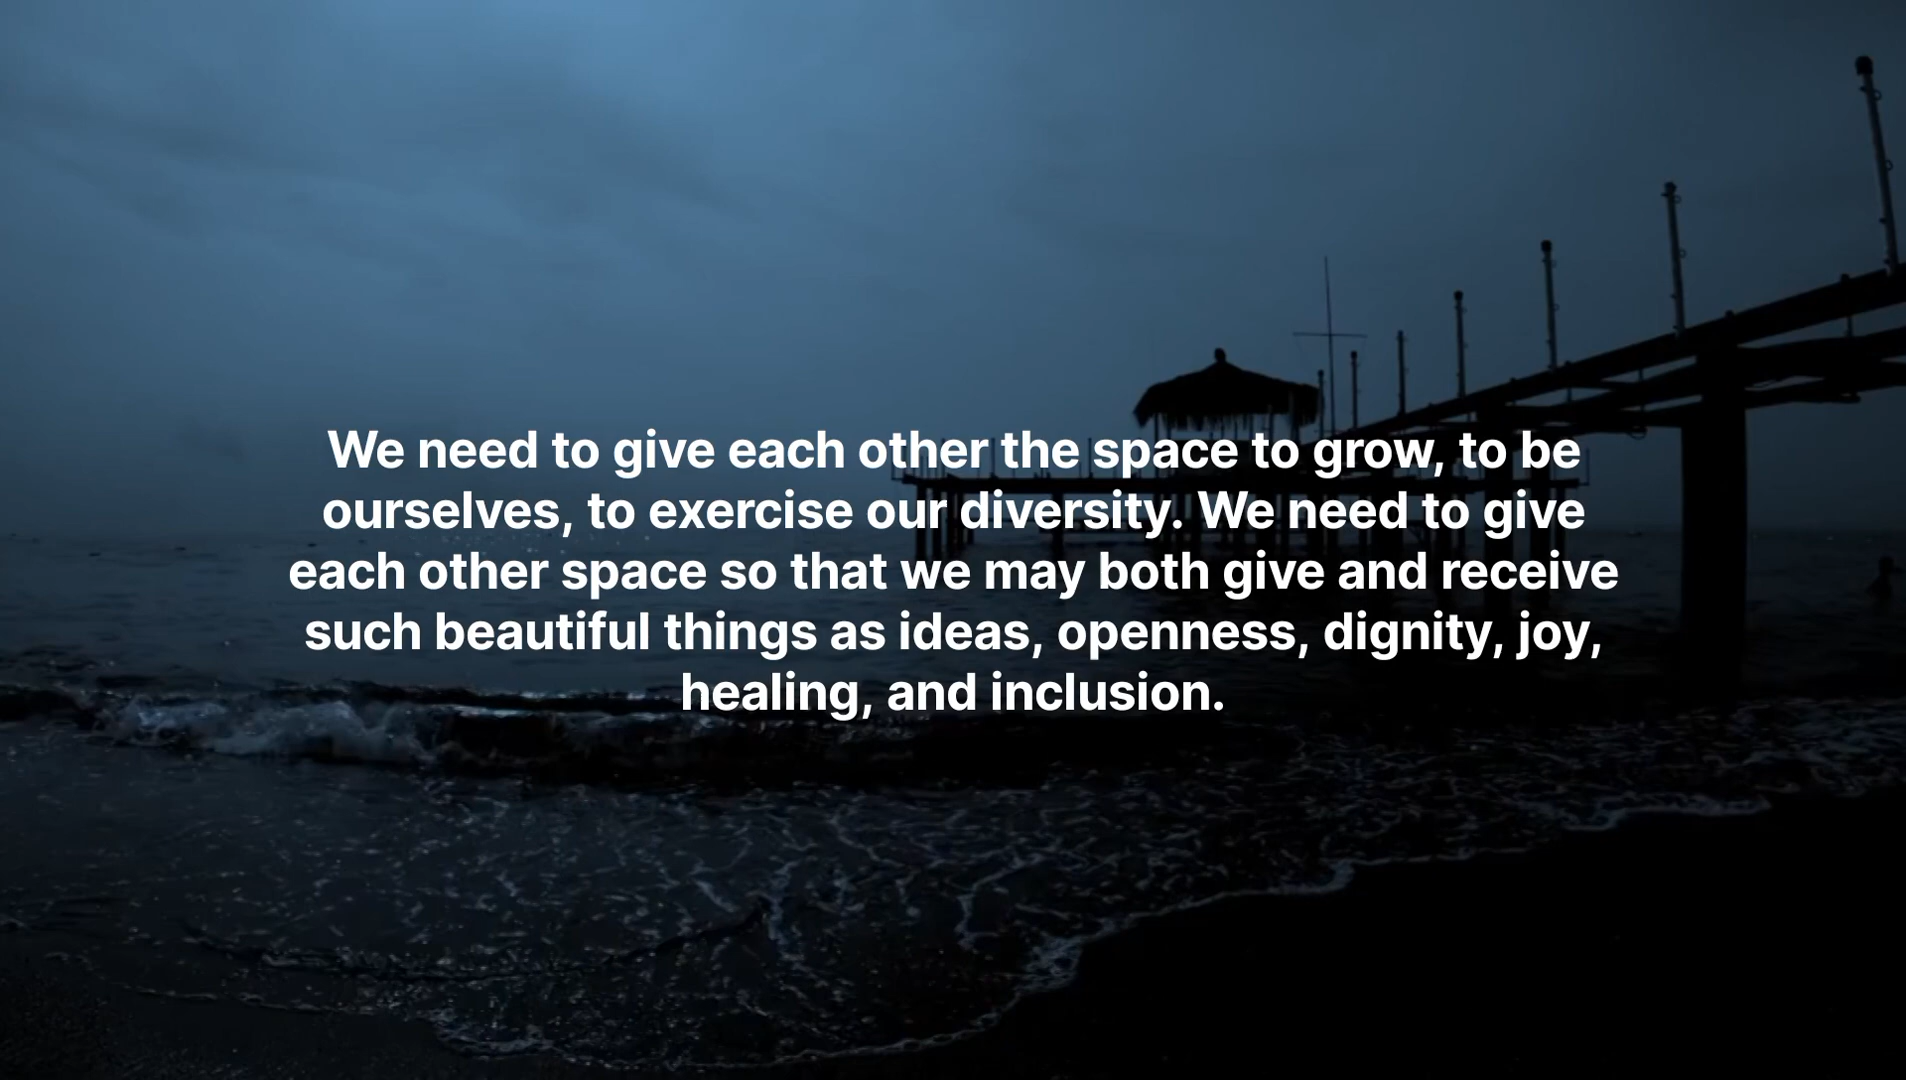 We need to give each other the space to grow, to be
ourselves, to exercise our diversity. We need to give
each other space so that we may both give and receive
such beautiful things as ideas, openness, dignity, joy,
healing, and inclusion.